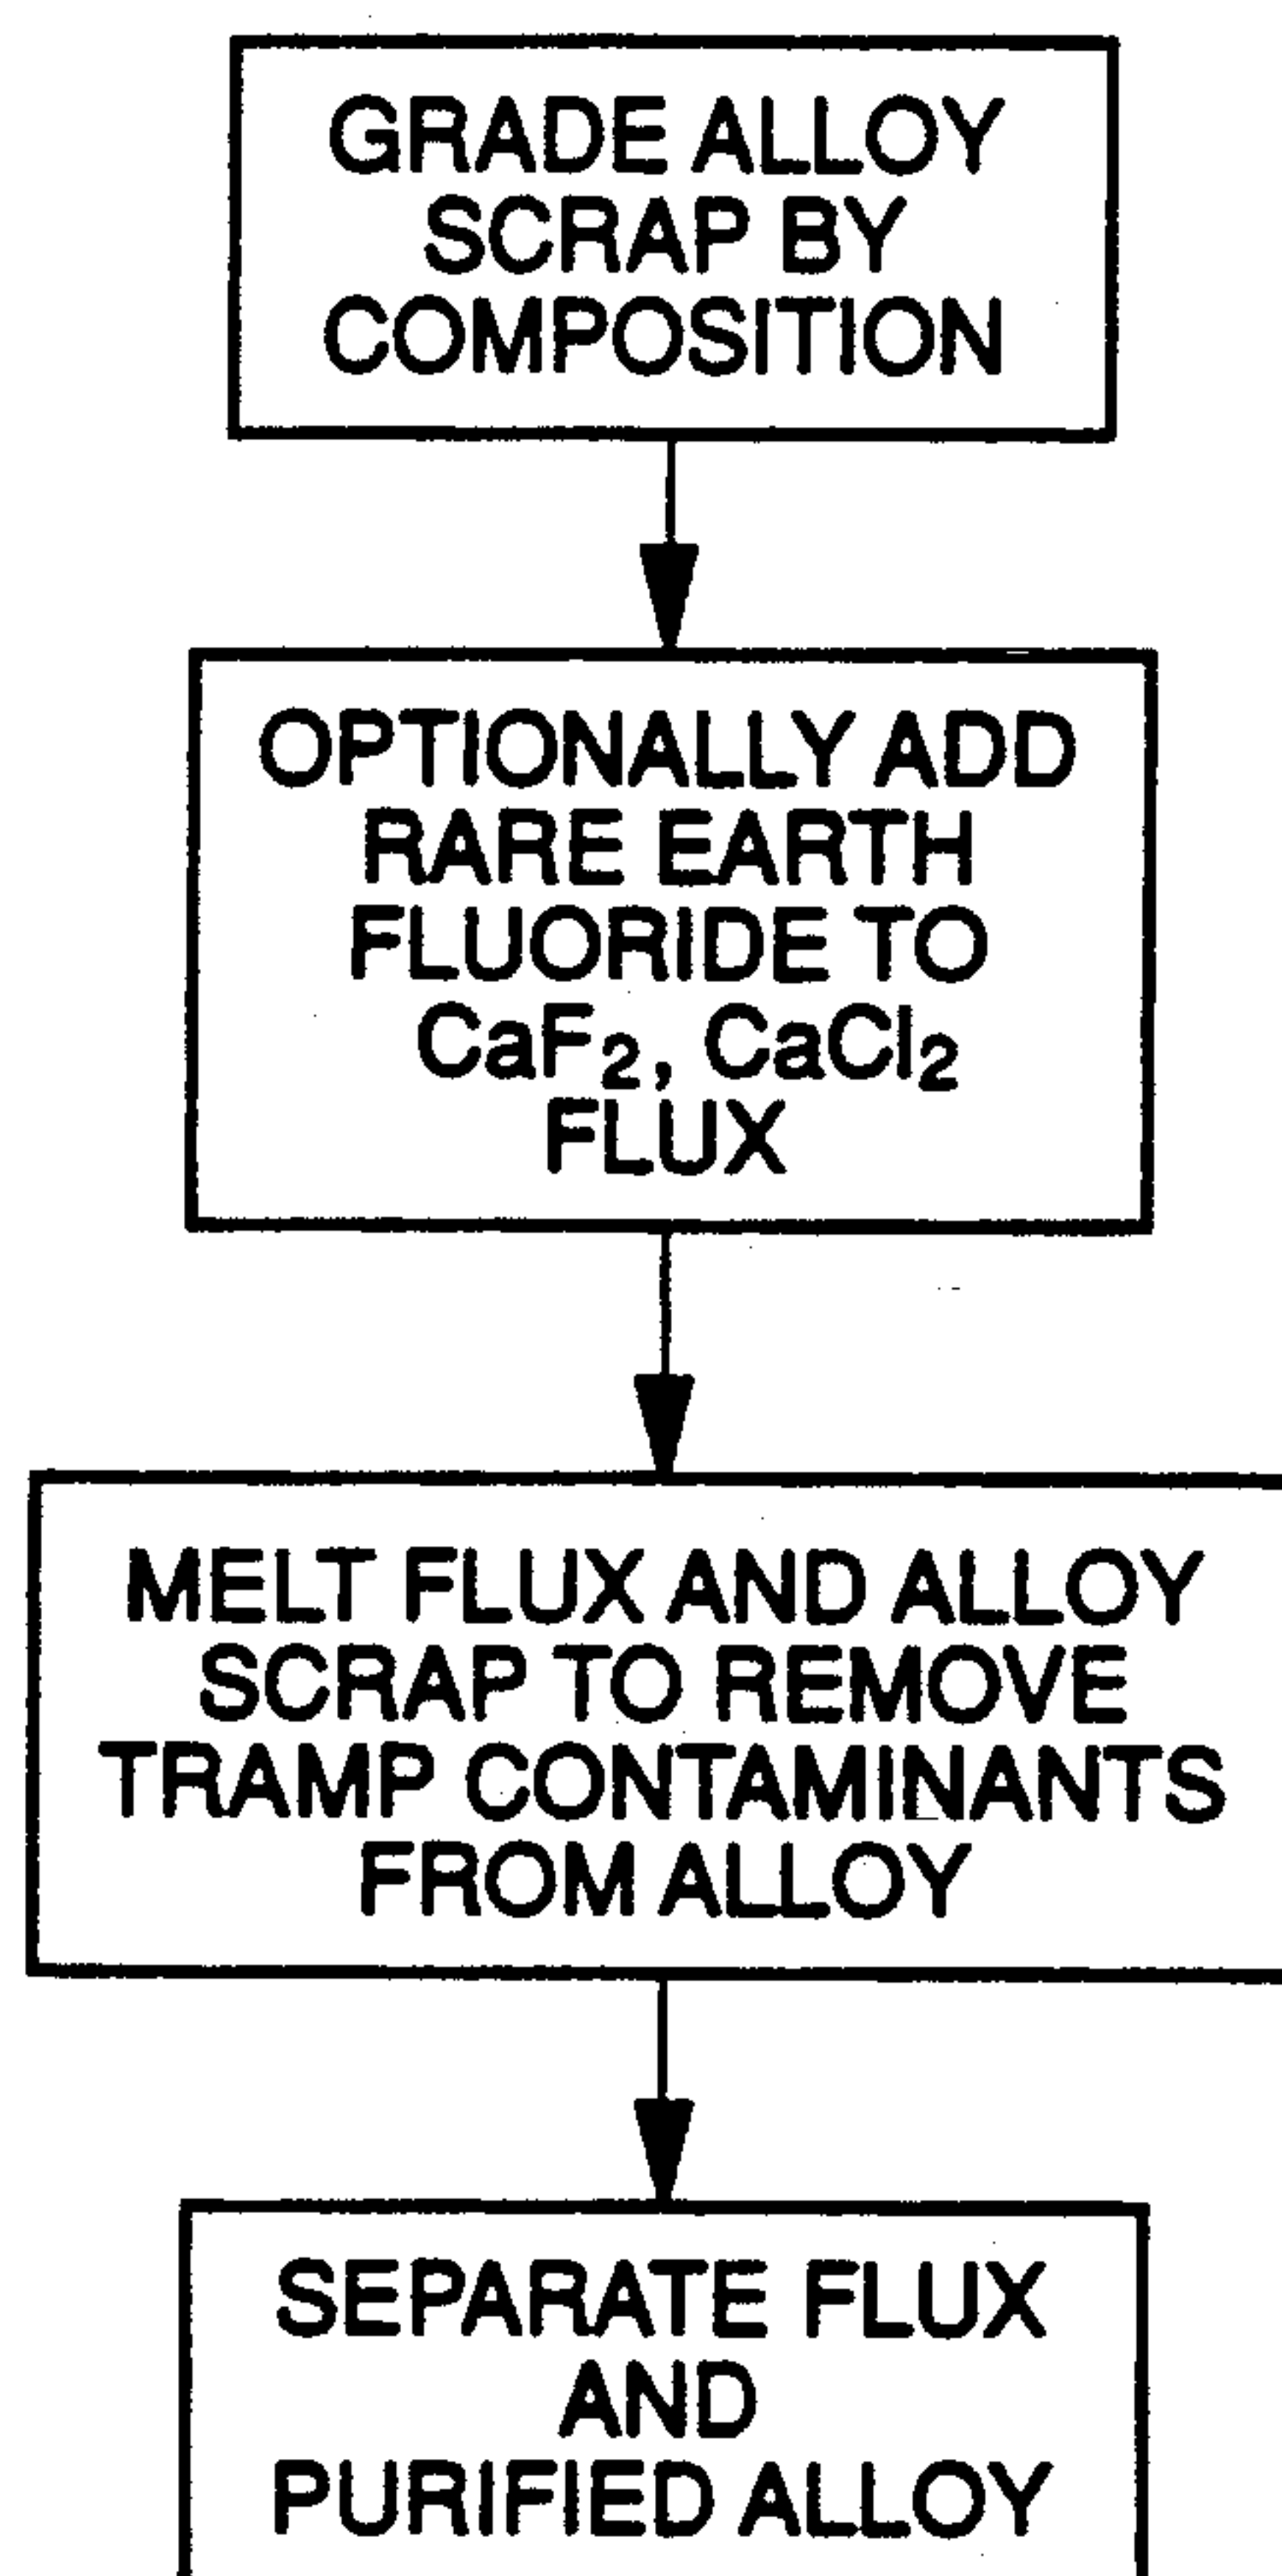 GRADE ALLOY
SCRAP BY
COMPOSITION
OPTIONALLY ADD
RARE EARTH
FLUORIDE TO
CaF₂, CaCl₂
FLUX
MELT FLUX AND ALLOY
SCRAP TO REMOVE
TRAMP CONTAMINANTS
FROM ALLOY
SEPARATE FLUX
AND
PURIFIED ALLOY